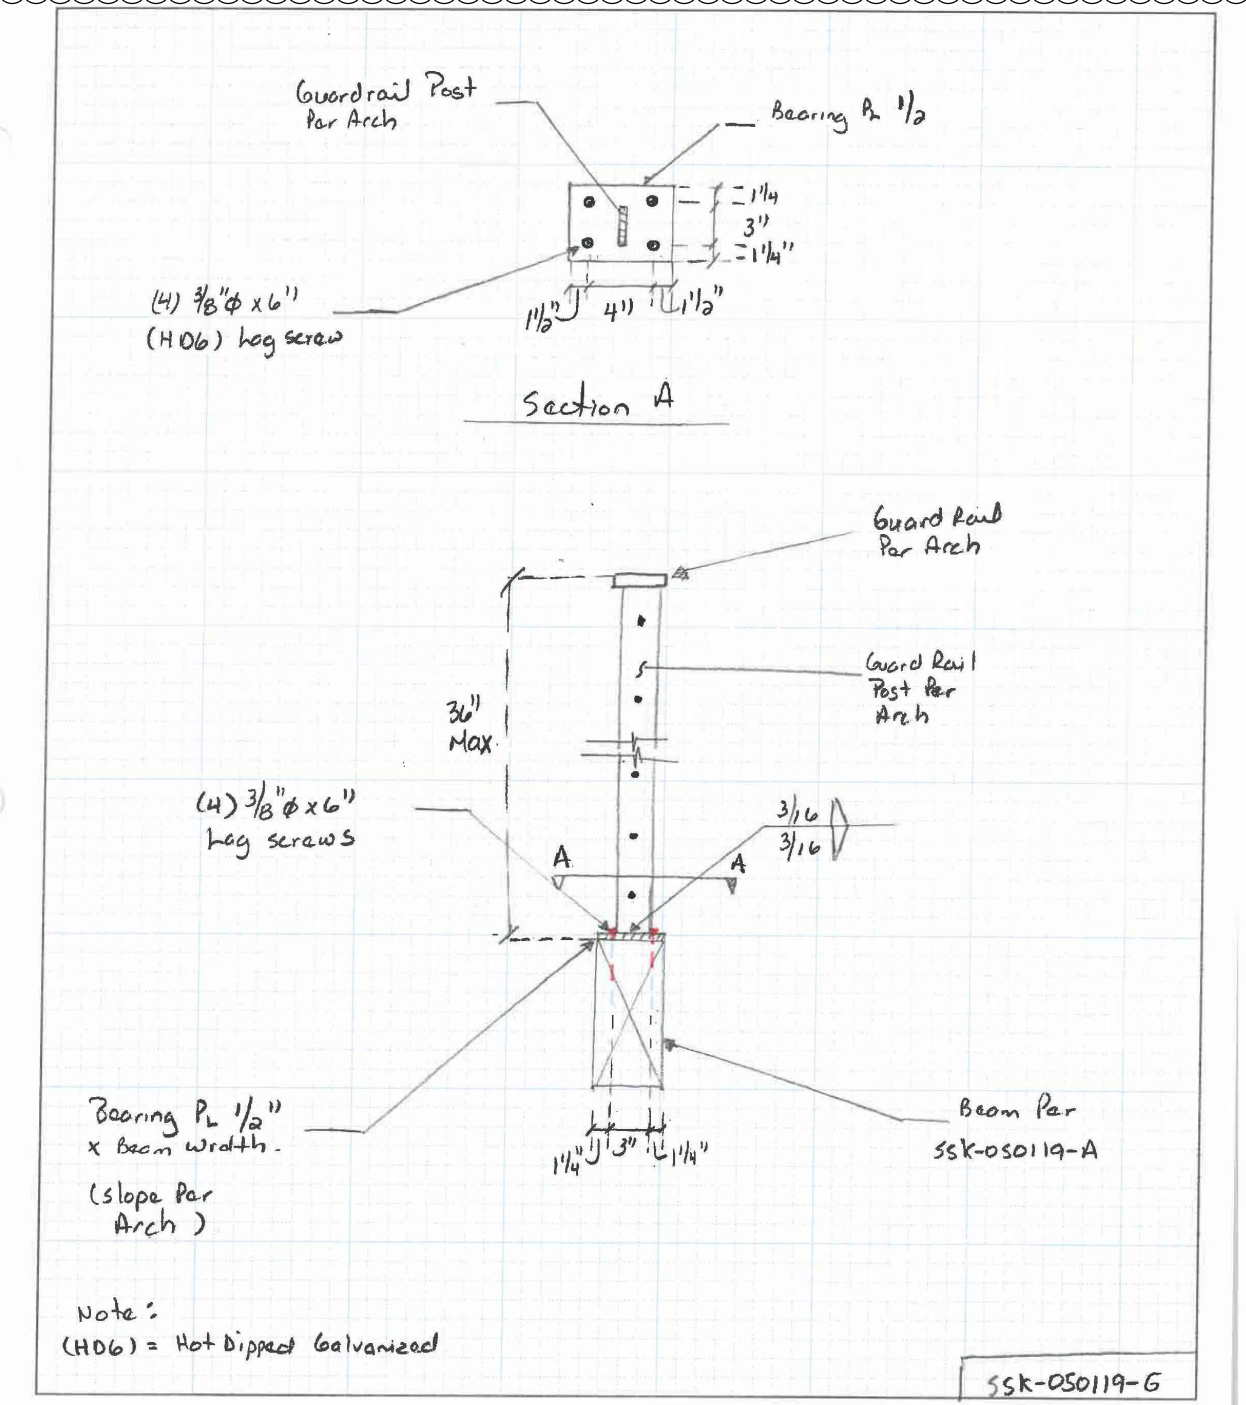 Guardrail Post
Per Arch
Bearing PL 1/2
1 1/4
3"
1 1/4"
1 1/2"
4"
1 1/2"
(4) 3/8"φ x 6"
(HDG) Lag screw
Section A
Guard Rail
Per Arch
Guard Rail
Post Per
Arch
36"
Max.
(4) 3/8"φ x 6"
Lag screws
3/16
3/16
A
A
Bearing PL 1/2"
x Beam Width.
(Slope Per
Arch)
1 1/4"
3"
1 1/4"
Beam Per
SSK-050119-A
Note:
(HDG) = Hot Dipped Galvanized
SSK-050119-G